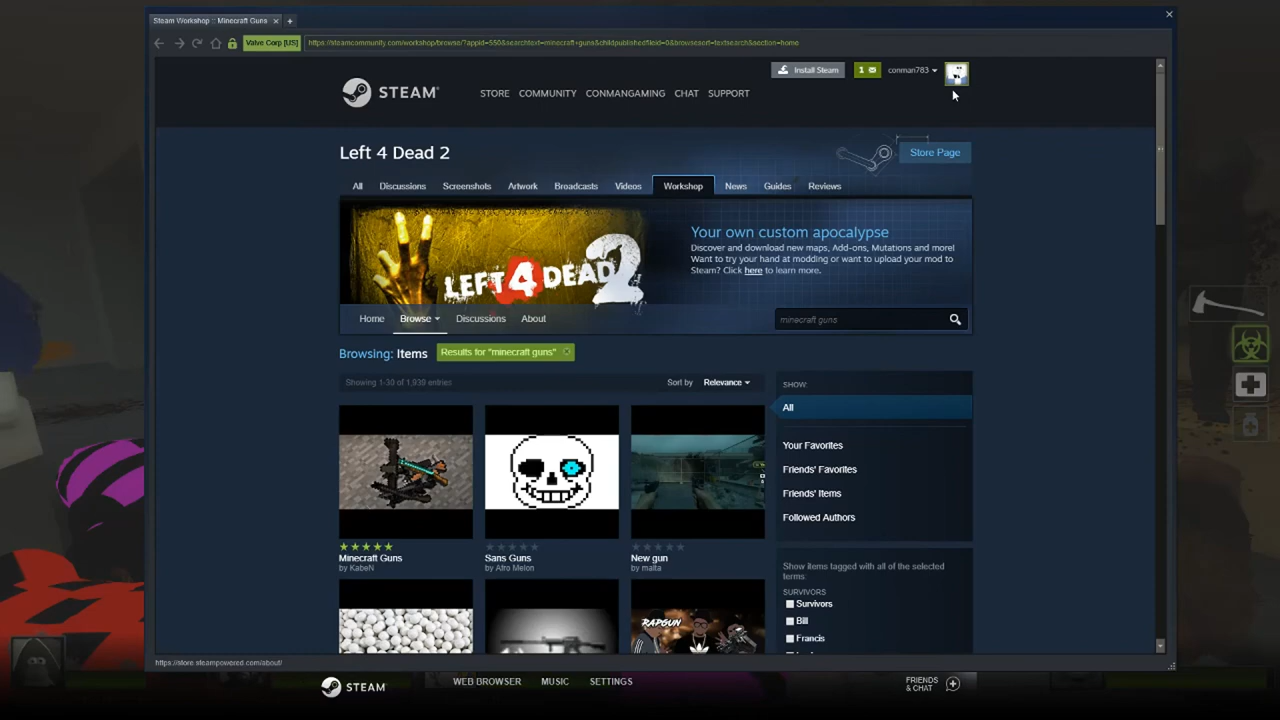 Steam Workshop :: Minecraft Guns
Valve Corp [US]
https://steamcommunity.com/workshop/browse/?appid=550&searchtext=minecraft+guns&childpublishedfileid=0&browsesort=textsearch&section=home
Install Steam
1
conman783
STEAM
STORE COMMUNITY CONMANGAMING CHAT SUPPORT
Left 4 Dead 2
Store Page
All Discussions Screenshots Artwork Broadcasts Videos Workshop News Guides Reviews
LEFT 4 DEAD 2
Your own custom apocalypse
Discover and download new maps, Add-ons, Mutations and more!
Want to try your hand at modding or want to upload your mod to
Steam? Click here to learn more.
Home Browse Discussions About
minecraft guns
Browsing: Items
Results for "minecraft guns"
Showing 1-30 of 1,939 entries
Sort by Relevance
SHOW:
All
Your Favorites
Friends' Favorites
Friends' Items
Followed Authors
Minecraft Guns
by KabeN
Sans Guns
by Afro Melon
New gun
by malta
RAPGUN
Show items tagged with all of the selected
terms:
SURVIVORS
Survivors
Bill
Francis
https://store.steampowered.com/about/
STEAM
WEB BROWSER MUSIC SETTINGS
FRIENDS
& CHAT